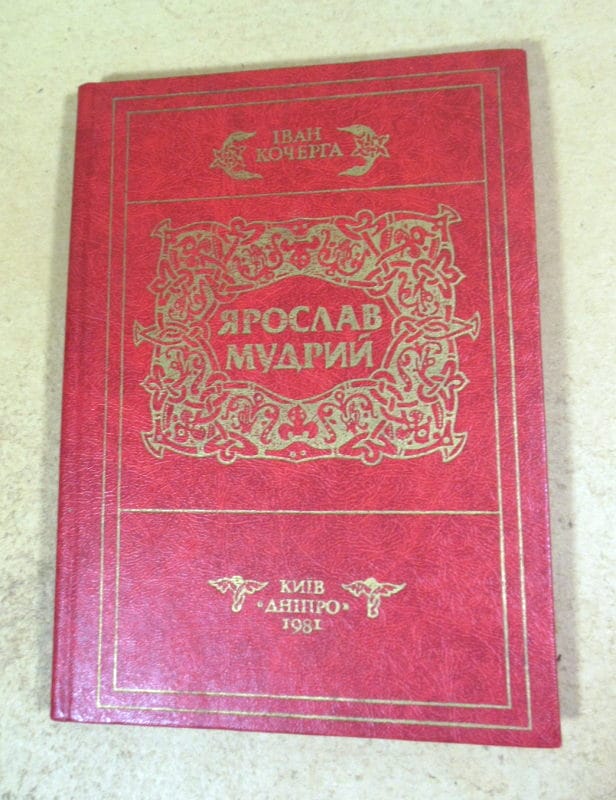 ІВАН
КОЧЕРГА
ЯРОСЛАВ
МУДРИЙ
КИЇВ
«ДНІПРО»
1981